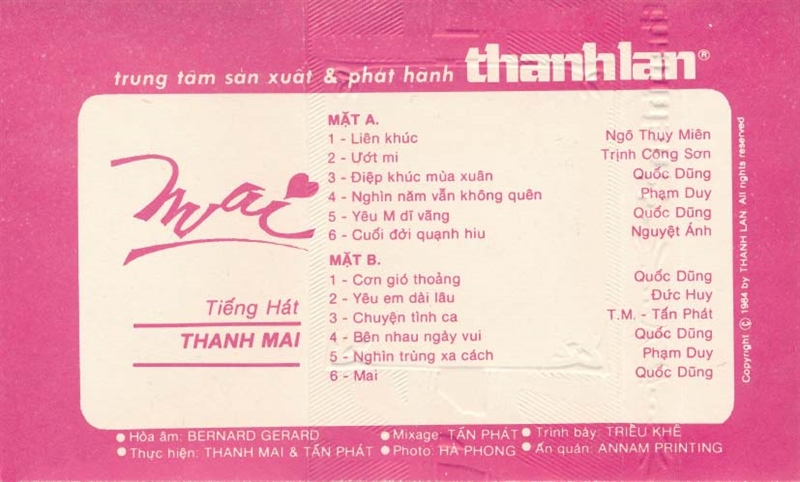 trung tâm sản xuất & phát hành thanhlan®
Mai
Tiếng Hát
THANH MAI
MẶT A.
1 - Liên khúc Ngô Thụy Miên
2 - Ướt mi Trịnh Công Sơn
3 - Điệp khúc mùa xuân Quốc Dũng
4 - Nghìn năm vẫn không quên Phạm Duy
5 - Yêu M dĩ vãng Quốc Dũng
6 - Cuối đời quạnh hiu Nguyệt Ánh
MẶT B.
1 - Cơn gió thoảng Quốc Dũng
2 - Yêu em dài lâu Đức Huy
3 - Chuyện tình ca T.M. - Tấn Phát
4 - Bên nhau ngày vui Quốc Dũng
5 - Nghìn trùng xa cách Phạm Duy
6 - Mai Quốc Dũng
Copyright © 1984 by THANH LAN All rights reserved
● Hòa âm: BERNARD GERARD ● Mixage: TẤN PHÁT ● Trình bày: TRIỀU KHÊ
● Thực hiện: THANH MAI & TẤN PHÁT ● Photo: HÀ PHONG ● Ấn quán: ANNAM PRINTING